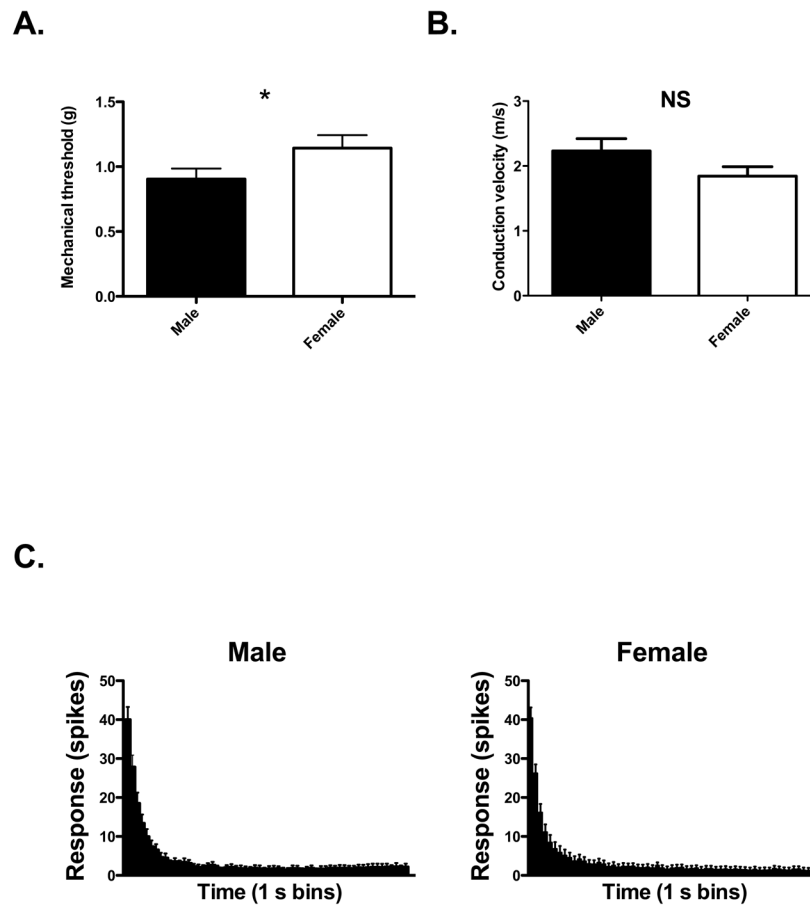 A.
B.
*
NS
Mechanical threshold (g)
1.5
1.0
0.5
0.0
Male
Female
Conduction velocity (m/s)
3
2
1
0
Male
Female
C.
Male
Female
Response (spikes)
50
40
30
20
10
0
Time (1 s bins)
Response (spikes)
50
40
30
20
10
0
Time (1 s bins)